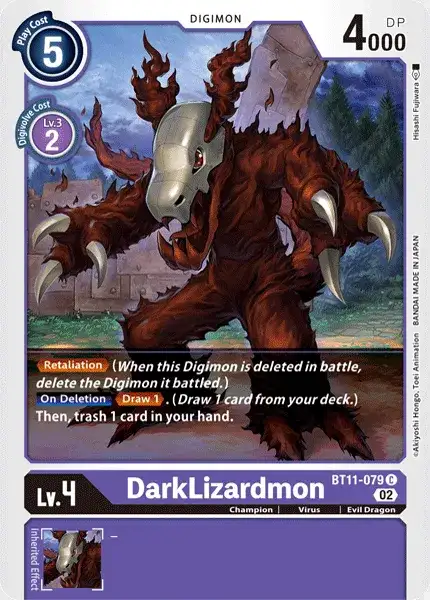 DIGIMON
Play Cost
5
4000 DP
Digivolve Cost
Lv.3
2
Hisashi Fujiwara
©Akiyoshi Hongo, Toei Animation BANDAI MADE IN JAPAN
Retaliation (When this Digimon is deleted in battle,
delete the Digimon it battled.)
On Deletion Draw 1 . (Draw 1 card from your deck.)
Then, trash 1 card in your hand.
Lv.4
DarkLizardmon
BT11-079 C
02
Champion | Virus | Evil Dragon
Inherited Effect
–